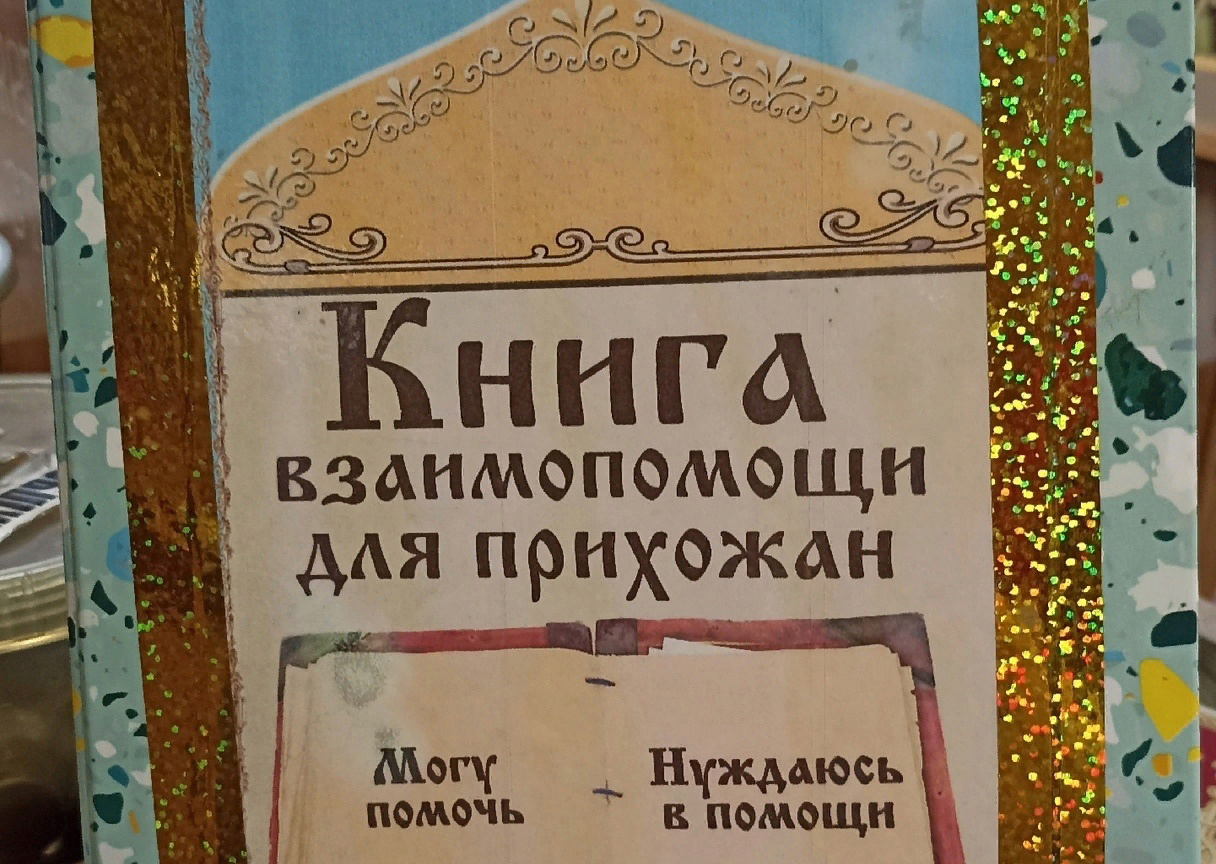 Книга
взаимопомощи
для прихожан
Могу
помочь
Нуждаюсь
в помощи